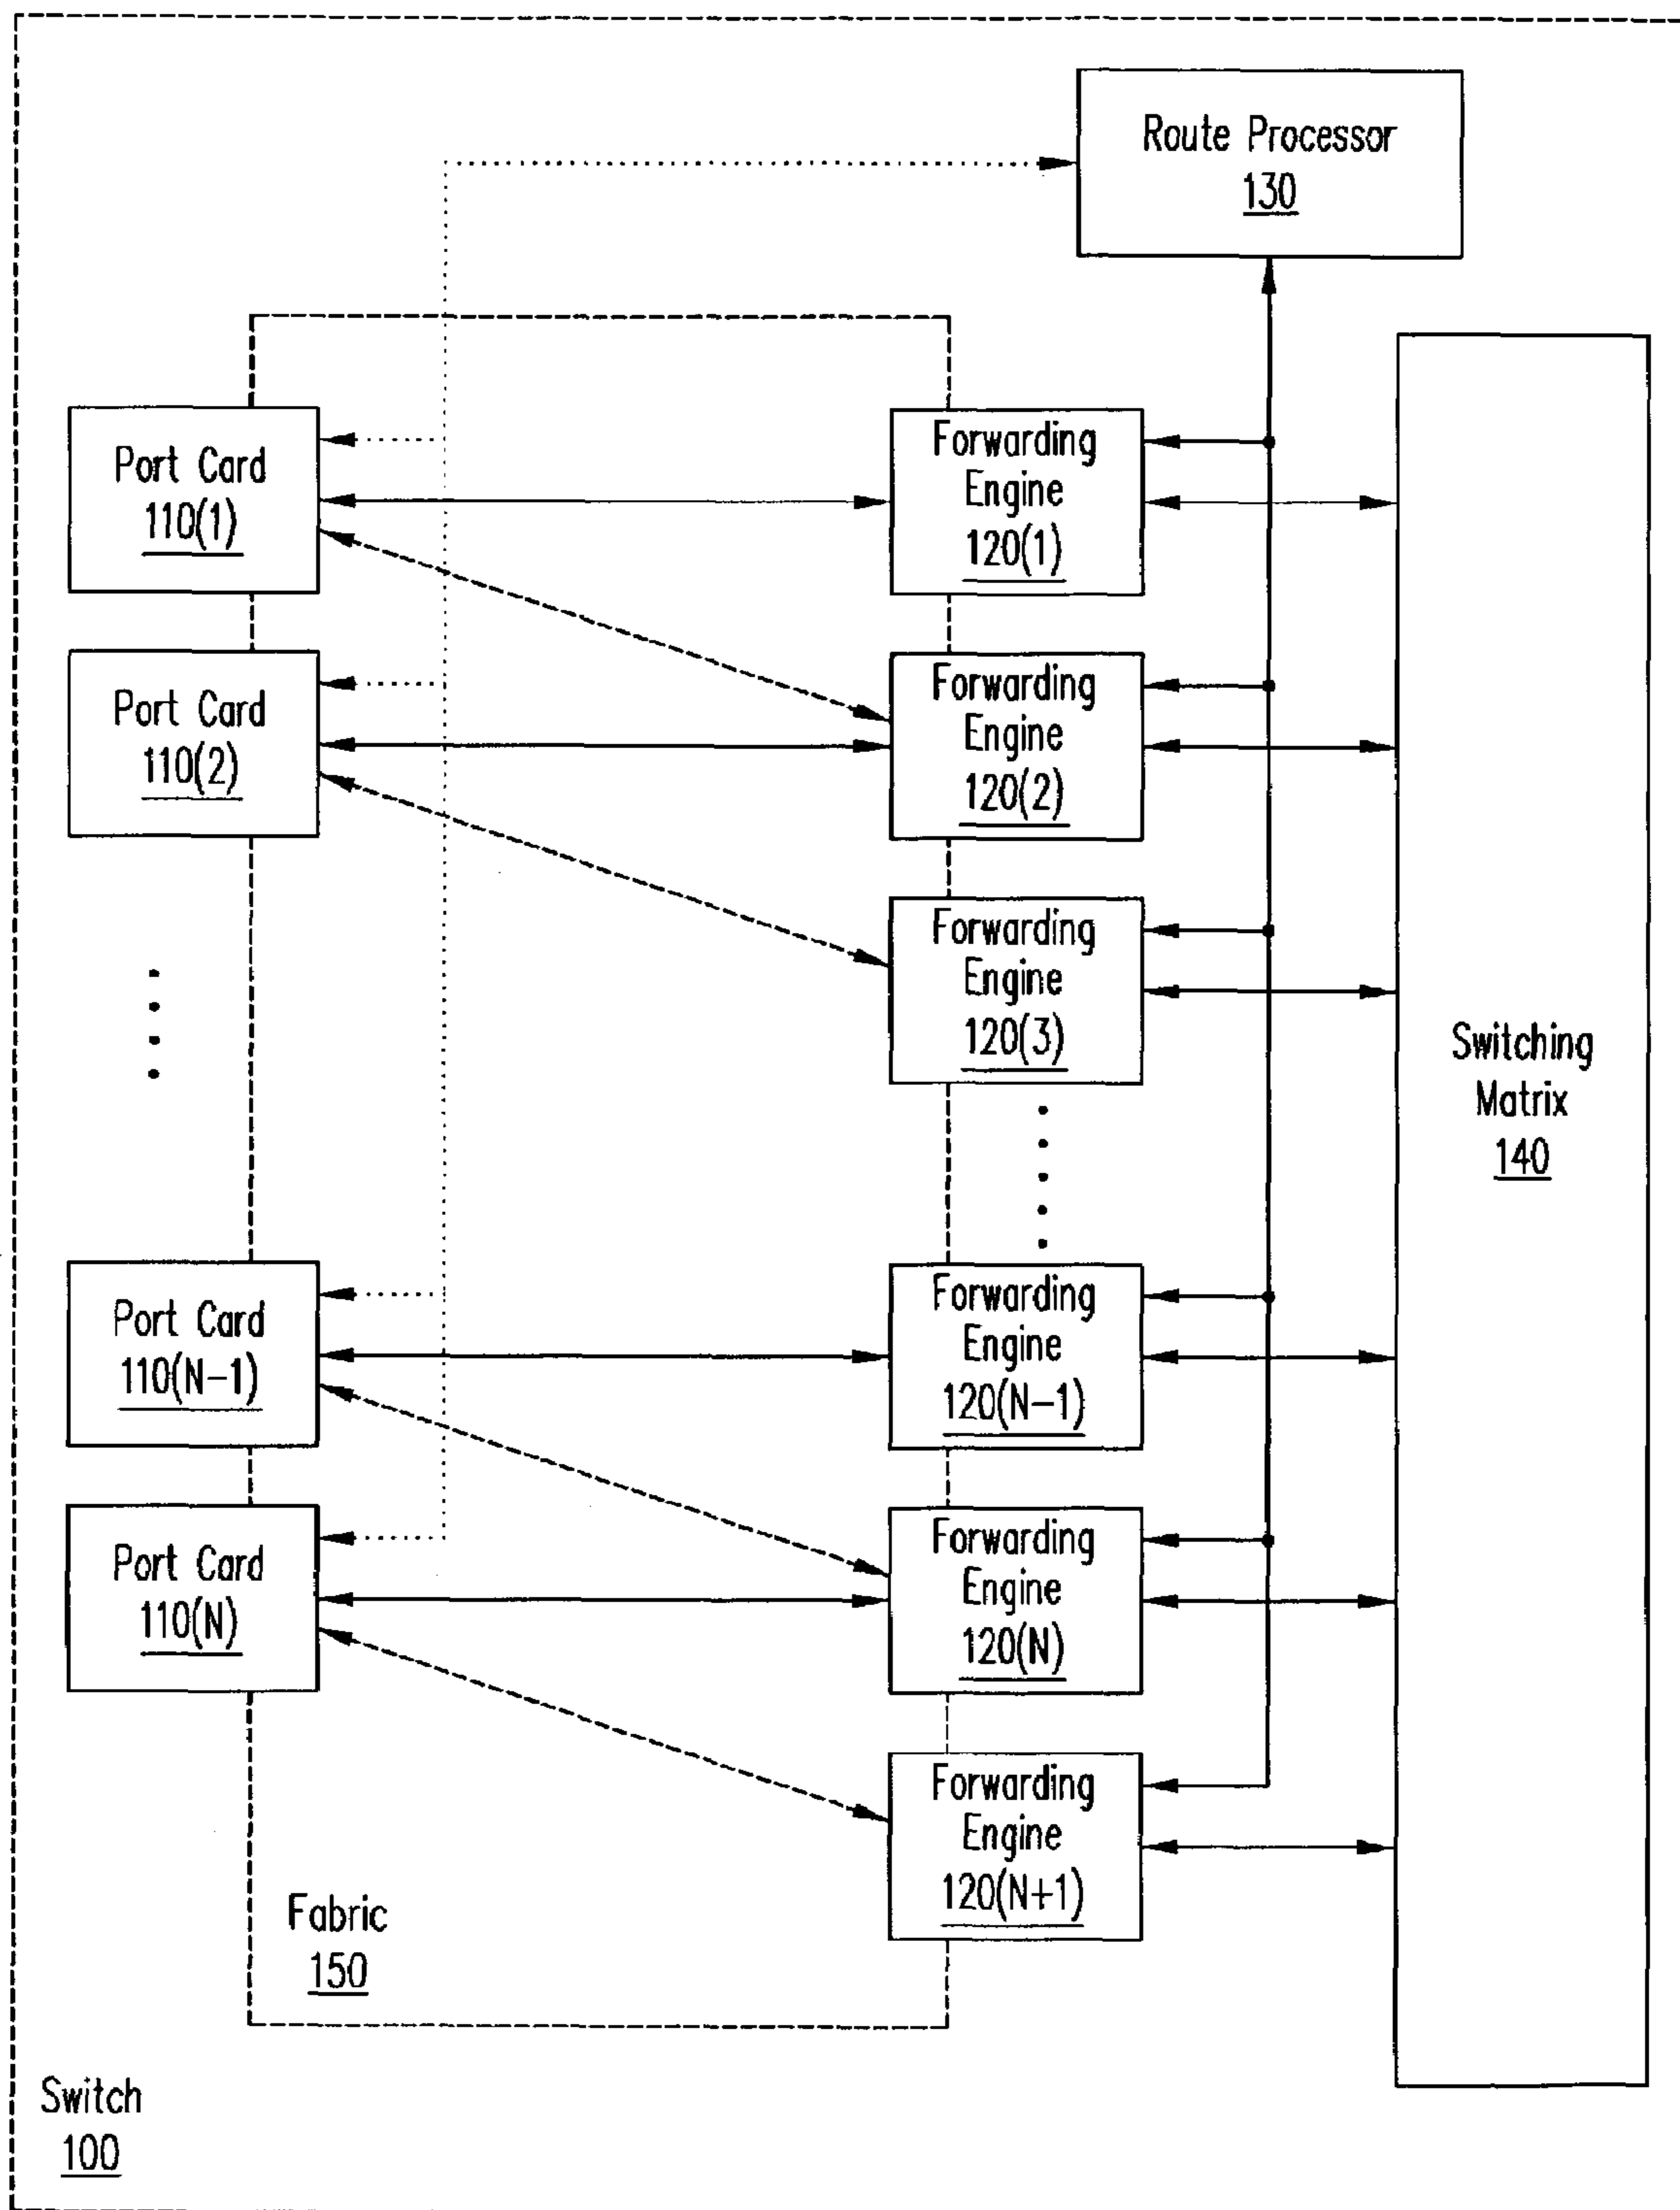 Route Processor
130
Port Card
110(1)
Forwarding
Engine
120(1)
Port Card
110(2)
Forwarding
Engine
120(2)
Forwarding
Engine
120(3)
Switching
Matrix
140
Port Card
110(N-1)
Forwarding
Engine
120(N-1)
Port Card
110(N)
Forwarding
Engine
120(N)
Forwarding
Engine
120(N+1)
Fabric
150
Switch
100